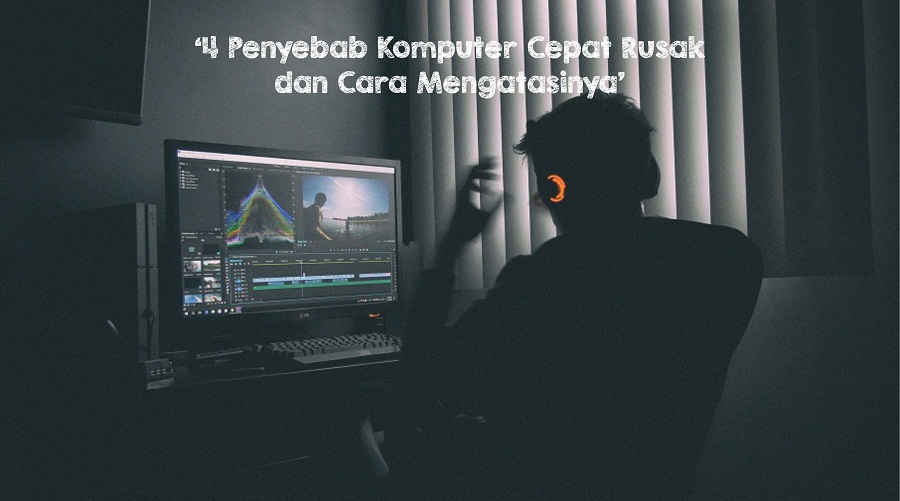 ‘4 Penyebab Komputer Cepat Rusak
dan Cara Mengatasinya’